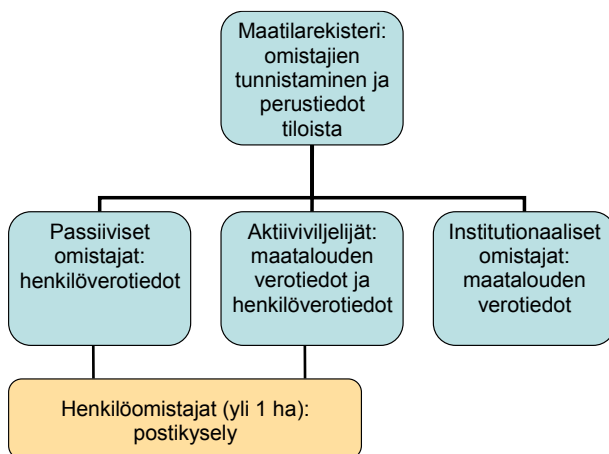 Maatilarekisteri:
omistajien
tunnistaminen ja
perustiedot
tiloista
Passiiviset
omistajat:
henkilöverotiedot
Aktiiviviljelijät:
maatalouden
verotiedot ja
henkilöverotiedot
Institutionaaliset
omistajat:
maatalouden
verotiedot
Henkilöomistajat (yli 1 ha):
postikysely